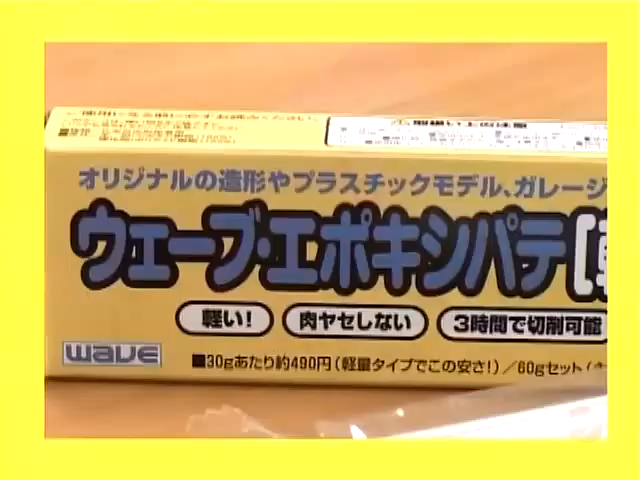 オリジナルの造形やプラスチックモデル、ガレージ
ウェーブ・エポキシパテ[軽
軽い! 肉ヤセしない 3時間で切削可能
wave ■30gあたり約490円(軽量タイプでこの安さ!)/60gセット(